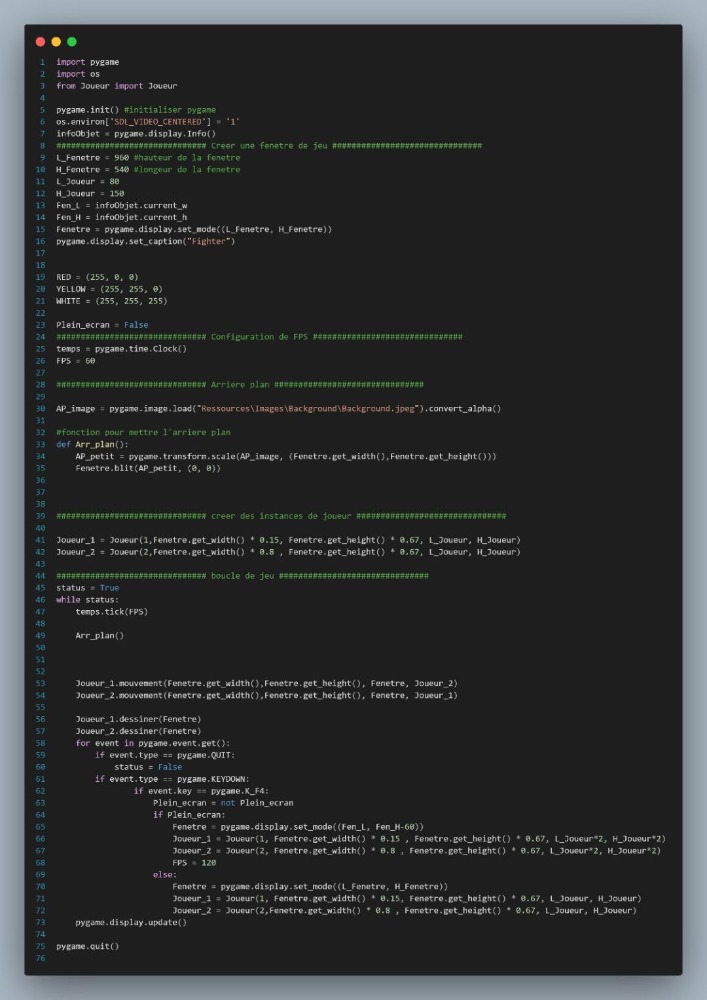 1 import pygame
2 import os
3 from Joueur import Joueur
4
5 pygame.init() #initialiser pygame
6 os.environ['SDL_VIDEO_CENTERED'] = '1'
7 infoObjet = pygame.display.Info()
8 ############################### Creer une fenetre de jeu ###############################
9 L_Fenetre = 960 #hauteur de la fenetre
10 H_Fenetre = 540 #longeur de la fenetre
11 L_Joueur = 80
12 H_Joueur = 150
13 Fen_L = infoObjet.current_w
14 Fen_H = infoObjet.current_h
15 Fenetre = pygame.display.set_mode((L_Fenetre, H_Fenetre))
16 pygame.display.set_caption("Fighter")
17
18
19 RED = (255, 0, 0)
20 YELLOW = (255, 255, 0)
21 WHITE = (255, 255, 255)
22
23 Plein_ecran = False
24 ############################### Configuration de FPS ###############################
25 temps = pygame.time.Clock()
26 FPS = 60
27
28 ############################### Arriere plan ###############################
29
30 AP_image = pygame.image.load("Ressources\Images\Background\Background.jpeg").convert_alpha()
31
32 #fonction pour mettre l'arriere plan
33 def Arr_plan():
34     AP_petit = pygame.transform.scale(AP_image, (Fenetre.get_width(),Fenetre.get_height()))
35     Fenetre.blit(AP_petit, (0, 0))
36
37
38
39 ############################### creer des instances de joueur ###############################
40
41 Joueur_1 = Joueur(1,Fenetre.get_width() * 0.15, Fenetre.get_height() * 0.67, L_Joueur, H_Joueur)
42 Joueur_2 = Joueur(2,Fenetre.get_width() * 0.8 , Fenetre.get_height() * 0.67, L_Joueur, H_Joueur)
43
44 ############################### boucle de jeu ###############################
45 status = True
46 while status:
47     temps.tick(FPS)
48
49     Arr_plan()
50
51
52
53     Joueur_1.mouvement(Fenetre.get_width(),Fenetre.get_height(), Fenetre, Joueur_2)
54     Joueur_2.mouvement(Fenetre.get_width(),Fenetre.get_height(), Fenetre, Joueur_1)
55
56     Joueur_1.dessiner(Fenetre)
57     Joueur_2.dessiner(Fenetre)
58     for event in pygame.event.get():
59         if event.type == pygame.QUIT:
60             status = False
61         if event.type == pygame.KEYDOWN:
62                 if event.key == pygame.K_F4:
63                     Plein_ecran = not Plein_ecran
64                     if Plein_ecran:
65                         Fenetre = pygame.display.set_mode((Fen_L, Fen_H-60))
66                         Joueur_1 = Joueur(1, Fenetre.get_width() * 0.15 , Fenetre.get_height() * 0.67, L_Joueur*2, H_Joueur*2)
67                         Joueur_2 = Joueur(2, Fenetre.get_width() * 0.8 , Fenetre.get_height() * 0.67, L_Joueur*2, H_Joueur*2)
68                         FPS = 120
69                     else:
70                         Fenetre = pygame.display.set_mode((L_Fenetre, H_Fenetre))
71                         Joueur_1 = Joueur(1, Fenetre.get_width() * 0.15, Fenetre.get_height() * 0.67, L_Joueur, H_Joueur)
72                         Joueur_2 = Joueur(2,Fenetre.get_width() * 0.8 , Fenetre.get_height() * 0.67, L_Joueur, H_Joueur)
73     pygame.display.update()
74
75 pygame.quit()
76